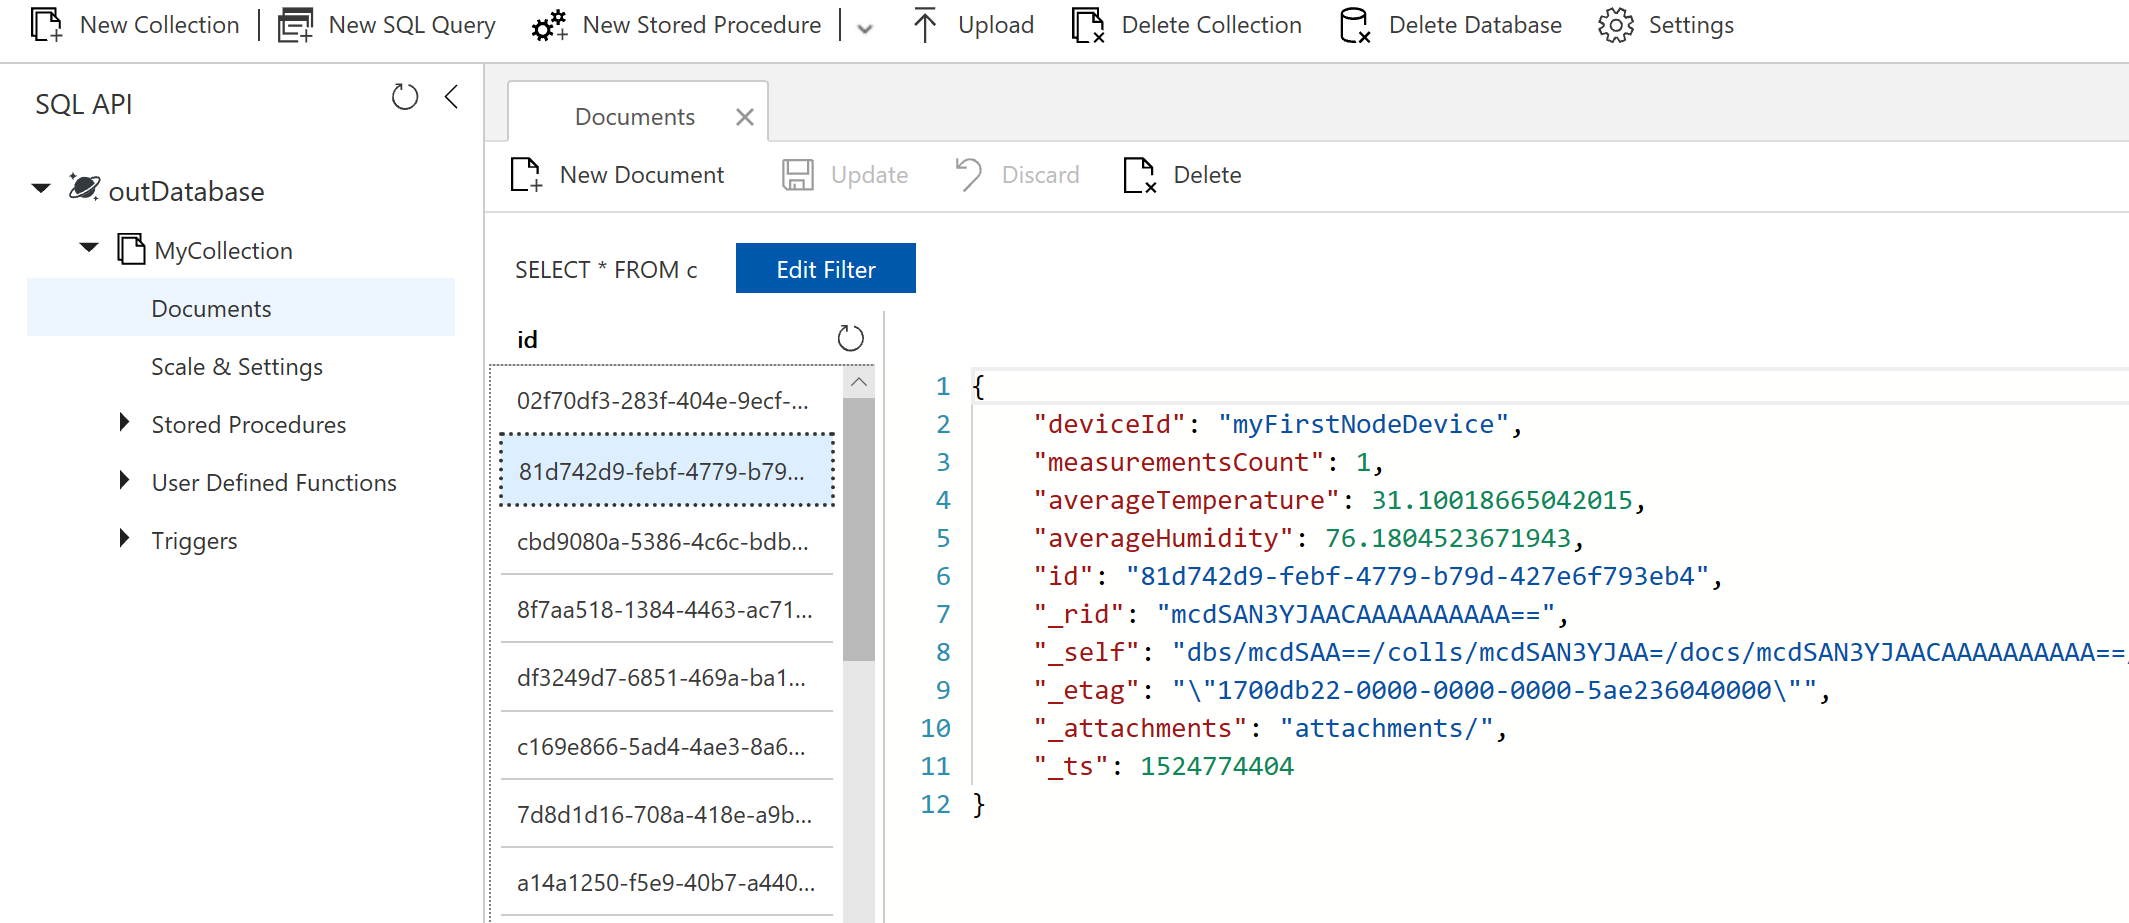 New Collection
New SQL Query
New Stored Procedure
Upload
Delete Collection
Delete Database
Settings
SQL API
outDatabase
MyCollection
Documents
Scale & Settings
Stored Procedures
User Defined Functions
Triggers
Documents
New Document
Update
Discard
Delete
SELECT * FROM c
Edit Filter
id
02f70df3-283f-404e-9ecf-...
81d742d9-febf-4779-b79...
cbd9080a-5386-4c6c-bdb...
8f7aa518-1384-4463-ac71...
df3249d7-6851-469a-ba1...
c169e866-5ad4-4ae3-8a6...
7d8d1d16-708a-418e-a9b...
a14a1250-f5e9-40b7-a440...
1 {
2 "deviceId": "myFirstNodeDevice",
3 "measurementsCount": 1,
4 "averageTemperature": 31.10018665042015,
5 "averageHumidity": 76.1804523671943,
6 "id": "81d742d9-febf-4779-b79d-427e6f793eb4",
7 "_rid": "mcdSAN3YJAACAAAAAAAAAA==",
8 "_self": "dbs/mcdSAA==/colls/mcdSAN3YJAA=/docs/mcdSAN3YJAACAAAAAAAAAA==/
9 "_etag": "\"1700db22-0000-0000-0000-5ae236040000\"",
10 "_attachments": "attachments/",
11 "_ts": 1524774404
12 }